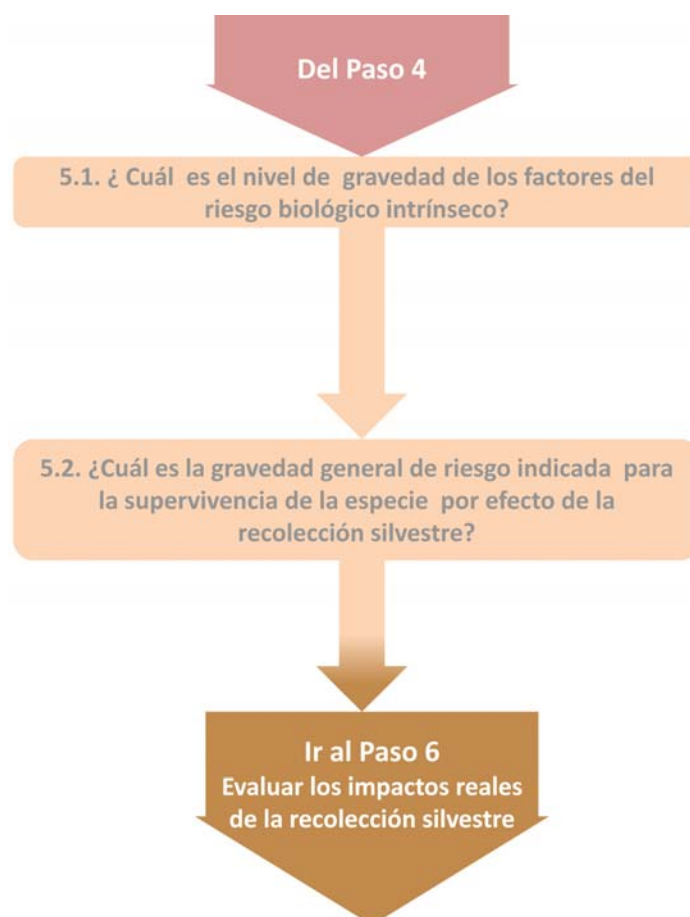 Del Paso 4
5.1. ¿ Cuál es el nivel de gravedad de los factores del
riesgo biológico intrínseco?
5.2. ¿Cuál es la gravedad general de riesgo indicada para
la supervivencia de la especie por efecto de la
recolección silvestre?
Ir al Paso 6
Evaluar los impactos reales
de la recolección silvestre